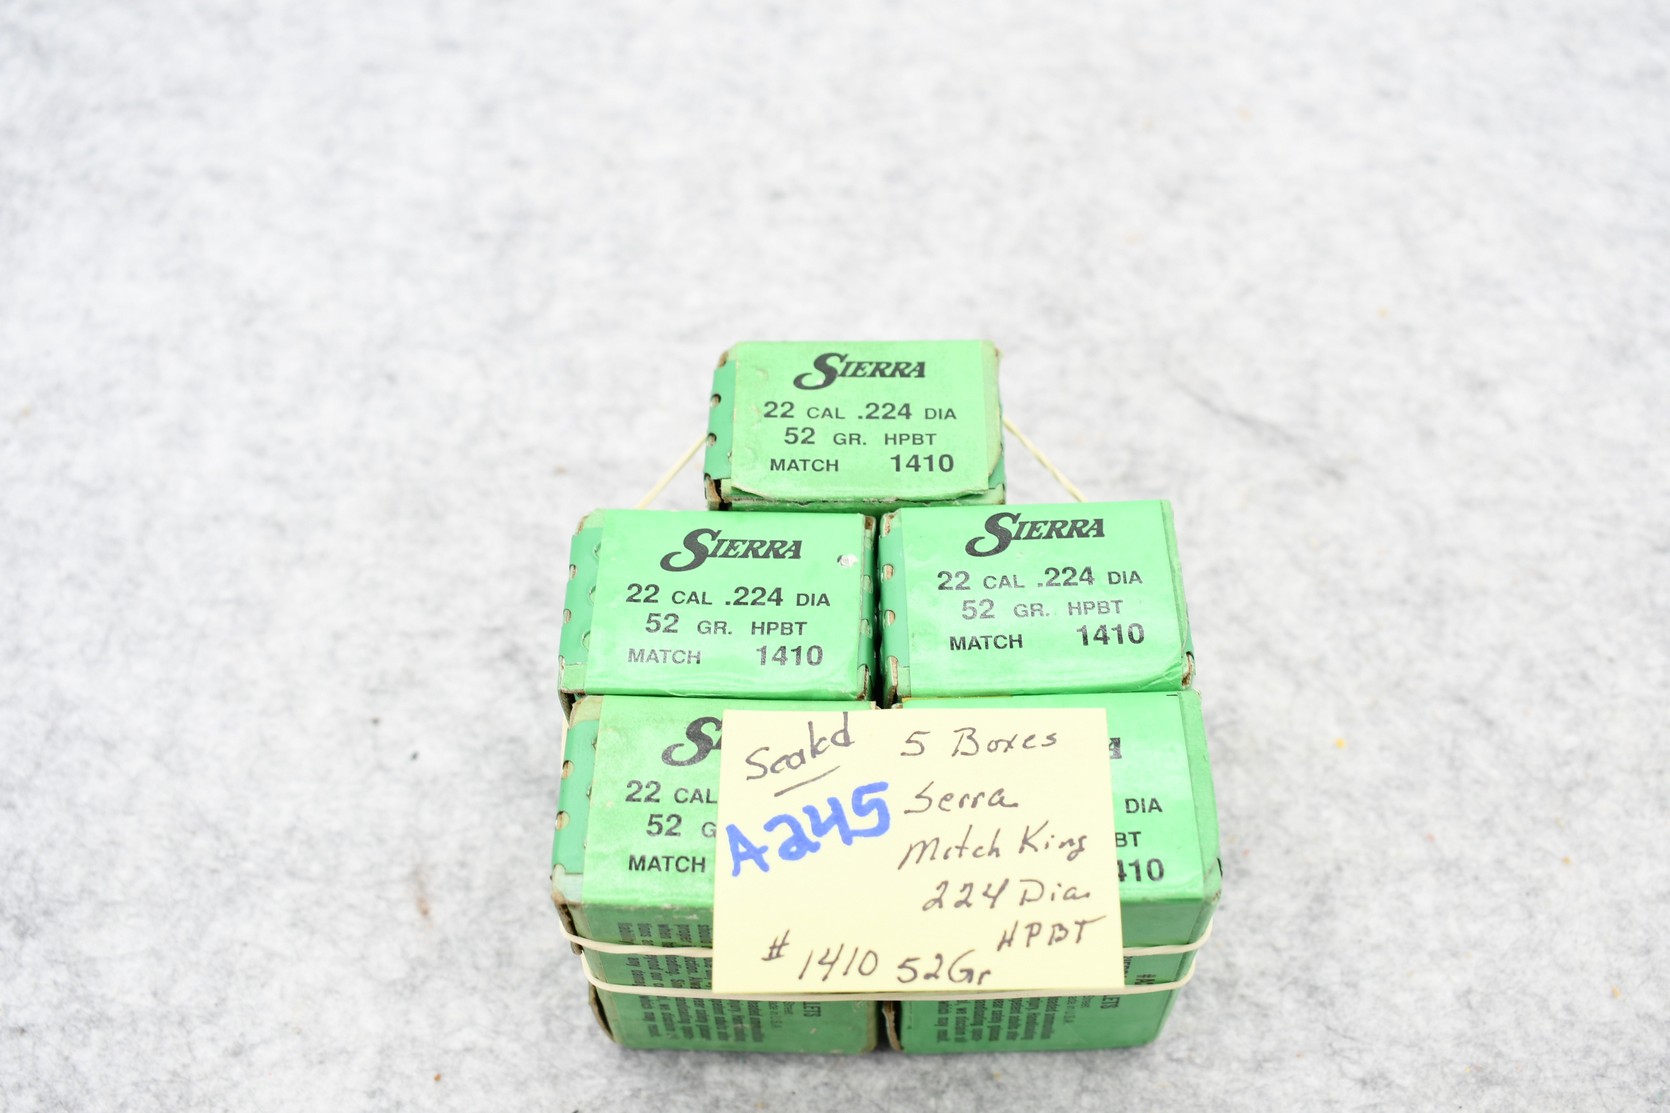 SIERRA
22 CAL .224 DIA
52 GR. HPBT
MATCH 1410
SIERRA
22 CAL .224 DIA
52 GR. HPBT
MATCH 1410
SIERRA
22 CAL .224 DIA
52 GR. HPBT
MATCH 1410
S
22 CAL
52 G
MATCH
A
DIA
BT
410
Sealed
A245
5 Boxes
Serra
Match King
224 Dia
HPBT
# 1410 52Gr